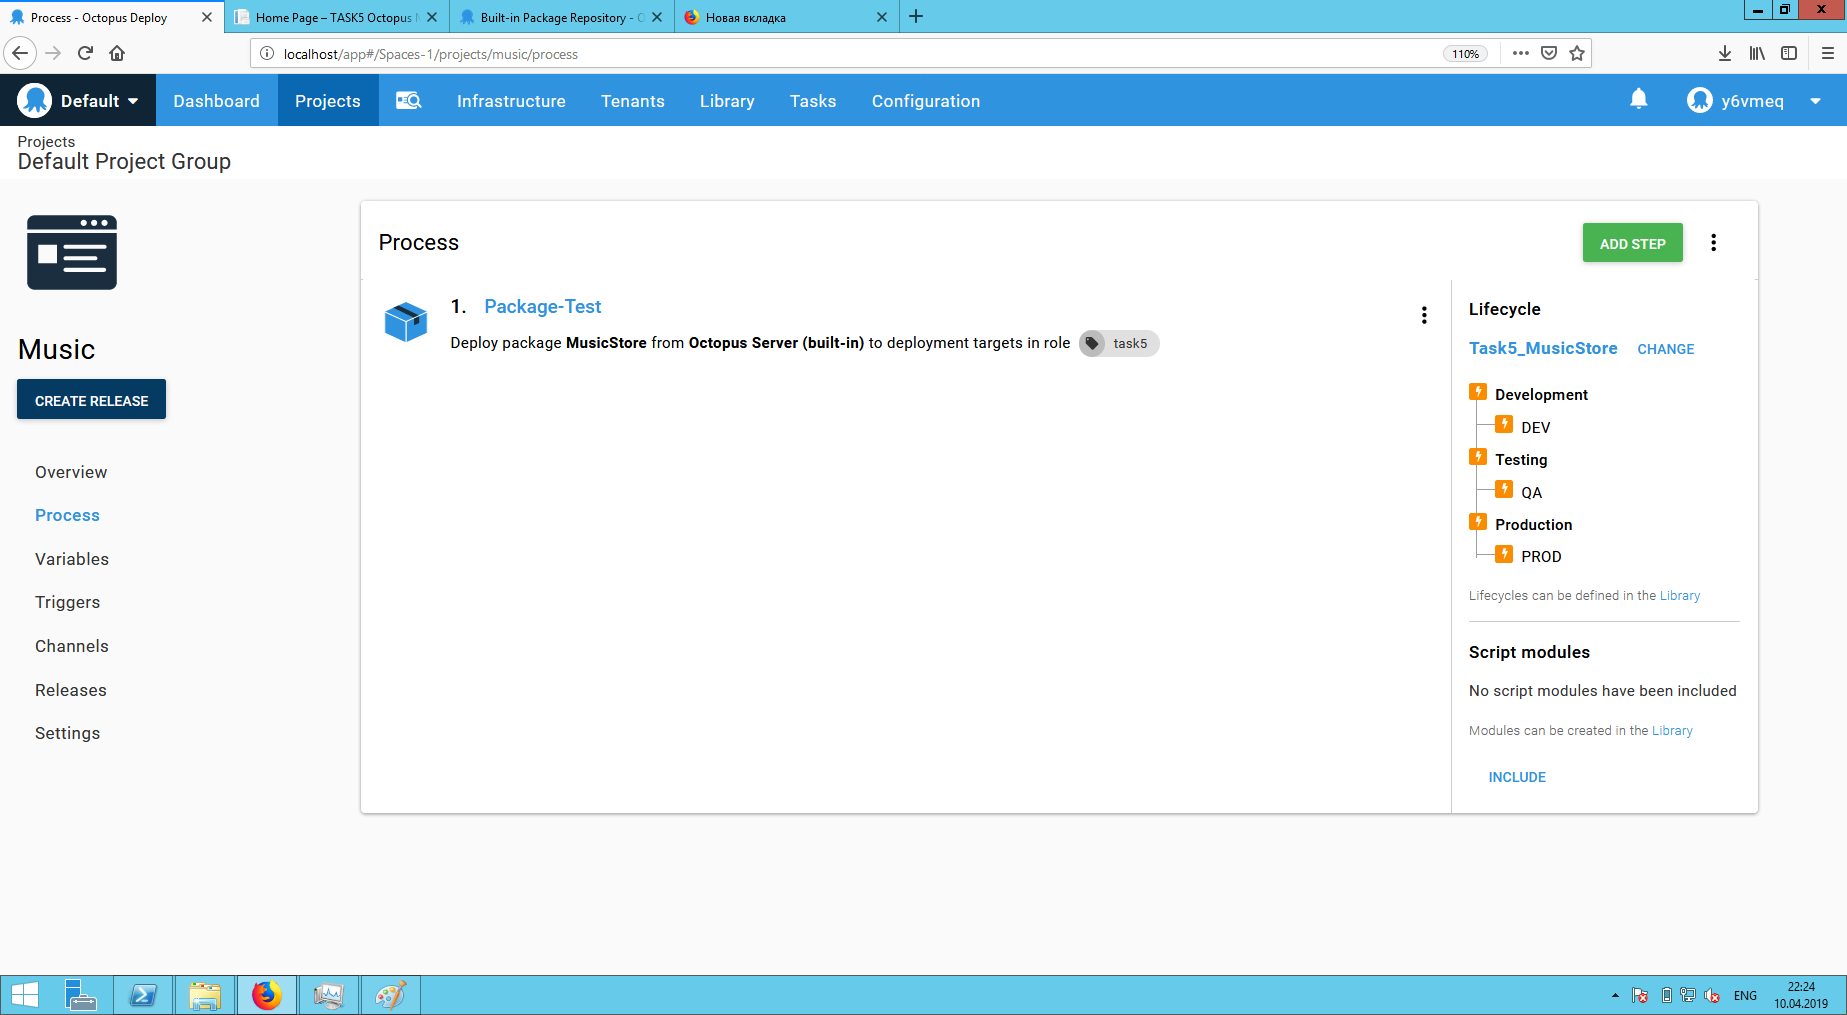 Process - Octopus Deploy
Home Page – TASK5 Octopus
Built-in Package Repository -
Новая вкладка
localhost/app#/Spaces-1/projects/music/process
110%
Default
Dashboard
Projects
Infrastructure
Tenants
Library
Tasks
Configuration
y6vmeq
Projects
Default Project Group
Music
CREATE RELEASE
Overview
Process
Variables
Triggers
Channels
Releases
Settings
Process
ADD STEP
1. Package-Test
Deploy package MusicStore from Octopus Server (built-in) to deployment targets in role task5
Lifecycle
Task5_MusicStore CHANGE
Development
DEV
Testing
QA
Production
PROD
Lifecycles can be defined in the Library
Script modules
No script modules have been included
Modules can be created in the Library
INCLUDE
ENG
22:24
10.04.2019